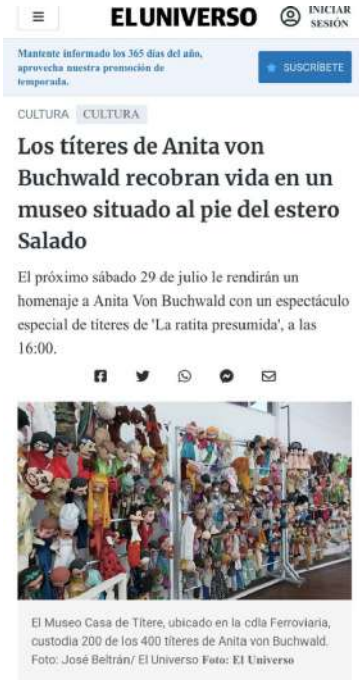 ELUNIVERSO
INICIAR
SESIÓN
Mantente informado los 365 días del año,
aprovecha nuestra promoción de
temporada.
SUSCRÍBETE
CULTURA CULTURA
Los títeres de Anita von
Buchwald recobran vida en un
museo situado al pie del estero
Salado
El próximo sábado 29 de julio le rendirán un
homenaje a Anita Von Buchwald con un espectáculo
especial de títeres de 'La ratita presumida', a las
16:00.
El Museo Casa de Títere, ubicado en la cdla Ferroviaria,
custodia 200 de los 400 títeres de Anita von Buchwald.
Foto: José Beltrán/ El Universo Foto: El Universo